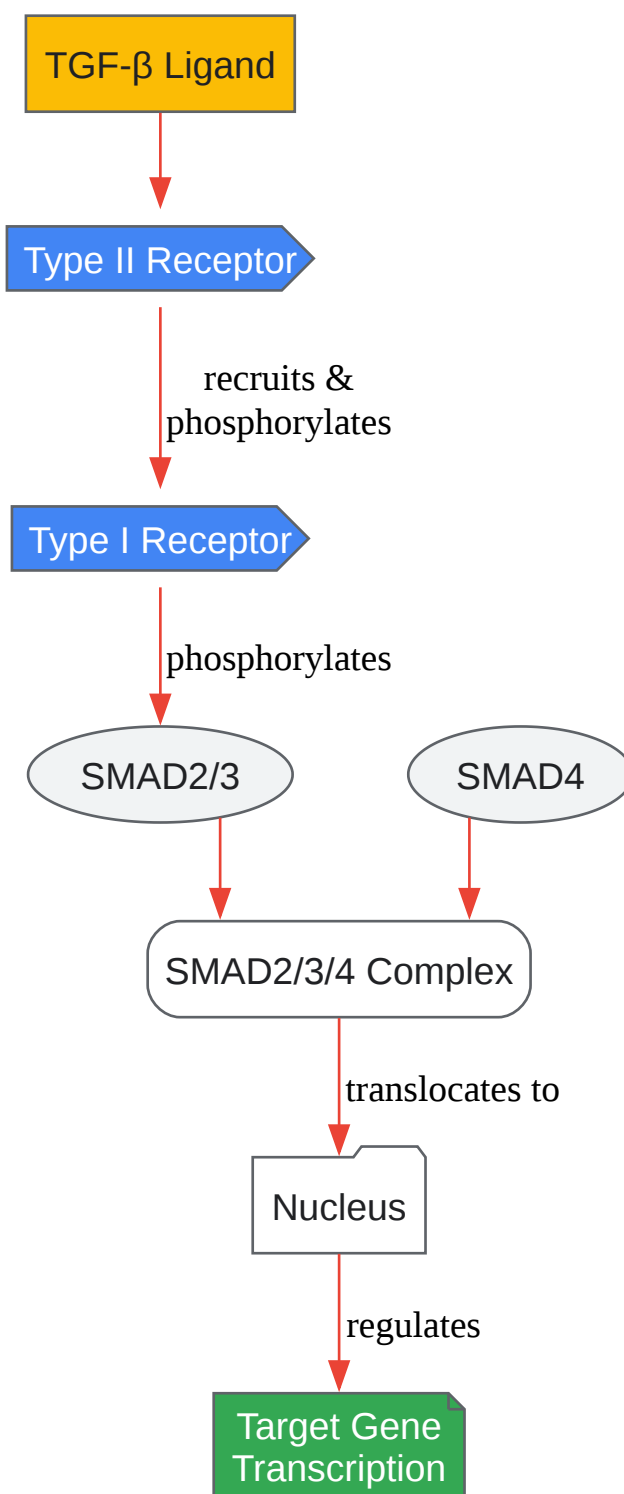 TGF-β Ligand
Type II Receptor
recruits &
phosphorylates
Type I Receptor
phosphorylates
SMAD2/3
SMAD4
SMAD2/3/4 Complex
translocates to
Nucleus
regulates
Target Gene
Transcription